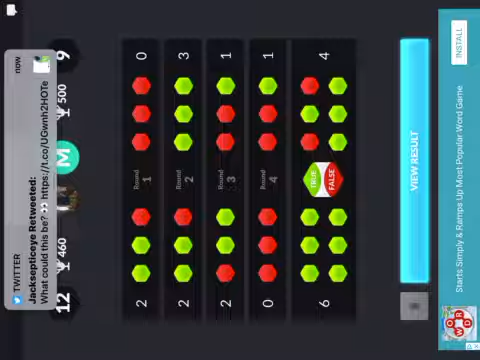 TWITTER now
Jacksepticeye Retweeted:
What could this be? 👀 https://t.co/UGwnh2HOTe
12 460 M 500 9
2 Round 1 0
2 Round 2 3
2 Round 3 1
0 Round 4 1
6 TRUE FALSE 4
VIEW RESULT
Starts Simply & Ramps Up Most Popular Word Game INSTALL